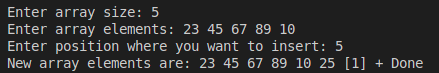 Enter array size: 5
Enter array elements: 23 45 67 89 10
Enter position where you want to insert: 5
New array elements are: 23 45 67 89 10 25 [1] + Done